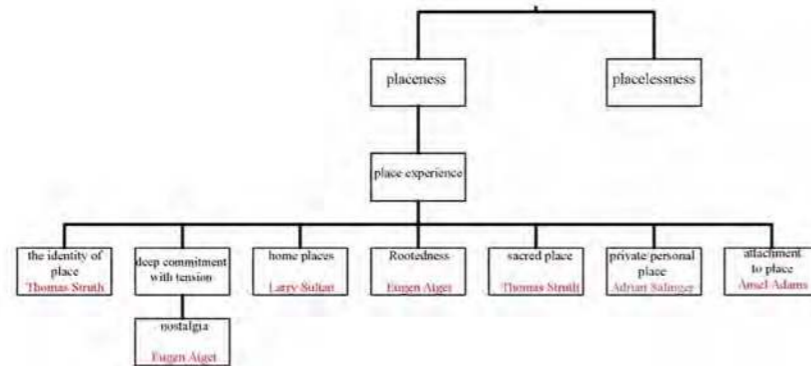 placeness
placelessness
place experience
the identity of
place
Thomas Struth
deep commitment
with tension
home places
Larry Sultan
Rootedness
Eugen Atget
sacred place
Thomas Struth
private personal
place
Adrian Salinger
attachment
to place
Ansel Adams
nostalgia
Eugen Atget